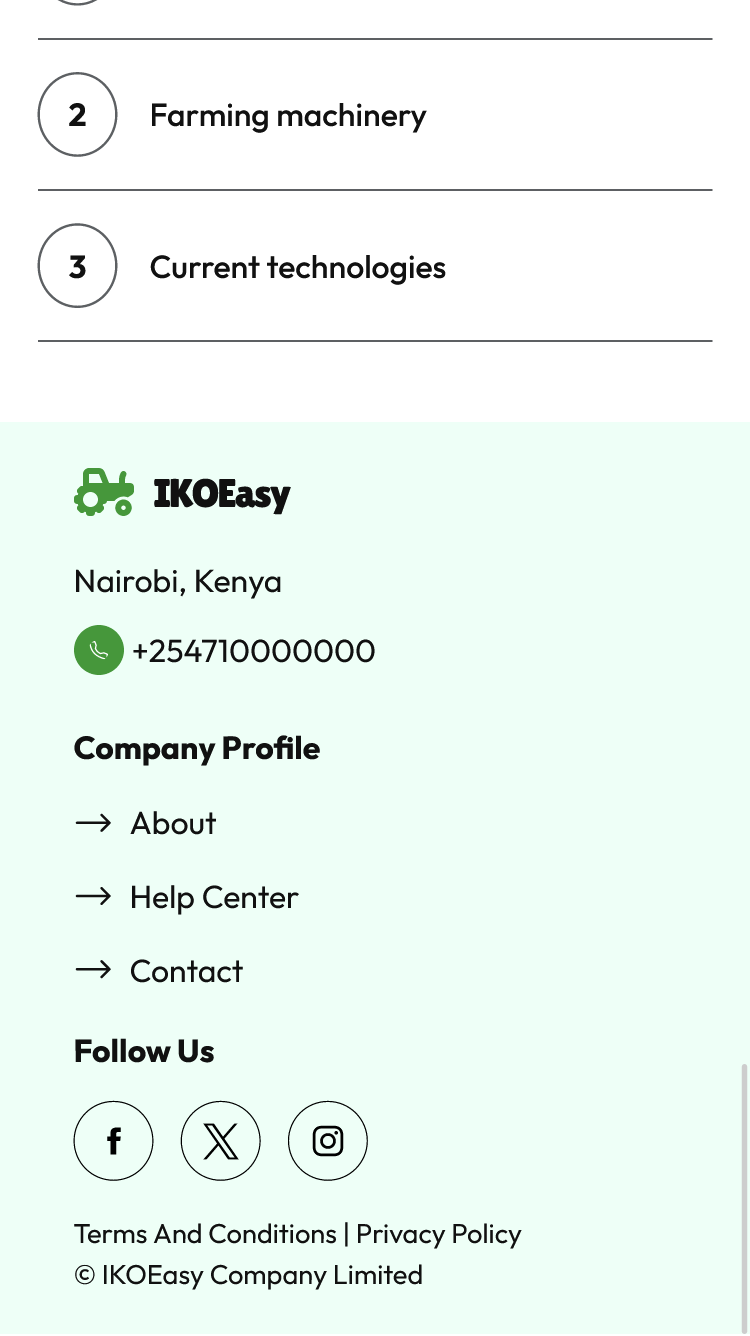 2 Farming machinery
3 Current technologies
IKOEasy
Nairobi, Kenya
+254710000000
Company Profile
About
Help Center
Contact
Follow Us
Terms And Conditions | Privacy Policy
© IKOEasy Company Limited